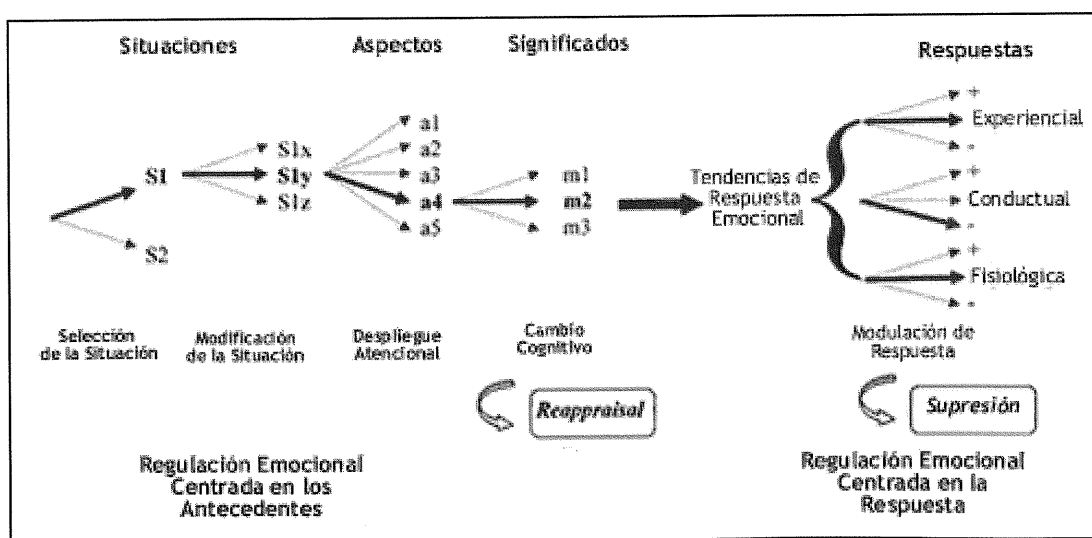 Situaciones
Aspectos
Significados
Respuestas
S1
S2
S1x
S1y
S1z
a1
a2
a3
a4
a5
m1
m2
m3
Tendencias de
Respuesta
Emocional
+
Experiencial
-
+
Conductual
-
+
Fisiológica
-
Selección
de la Situación
Modificación
de la Situación
Despliegue
Atencional
Cambio
Cognitivo
Modulación de
Respuesta
Reappraisal
Supresión
Regulación Emocional
Centrada en los
Antecedentes
Regulación Emocional
Centrada en la
Respuesta